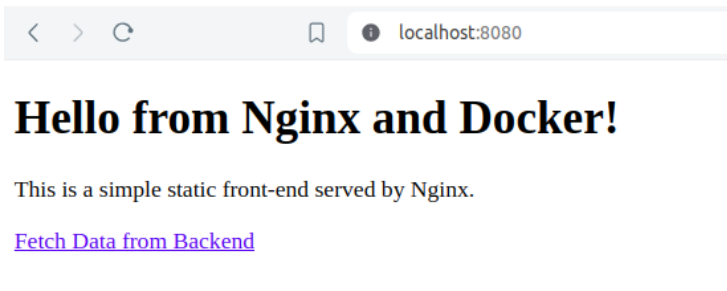 localhost:8080
Hello from Nginx and Docker!
This is a simple static front-end served by Nginx.
Fetch Data from Backend